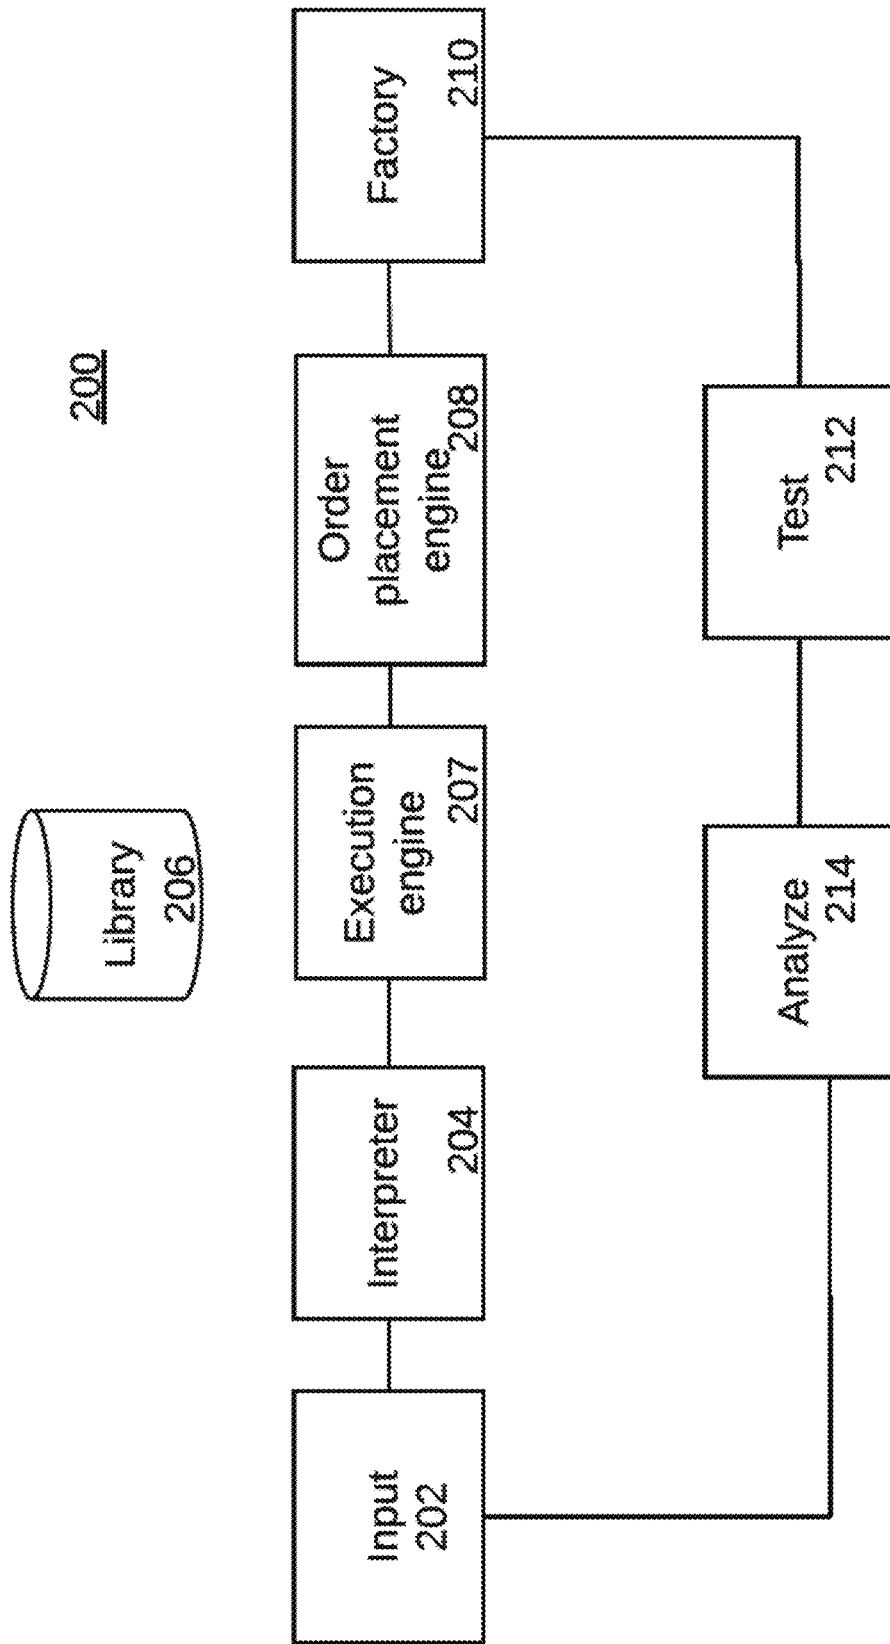 200
Library
206
Input
202
Interpreter
204
Execution
engine
207
Order
placement
engine
208
Factory
210
Analyze
214
Test
212